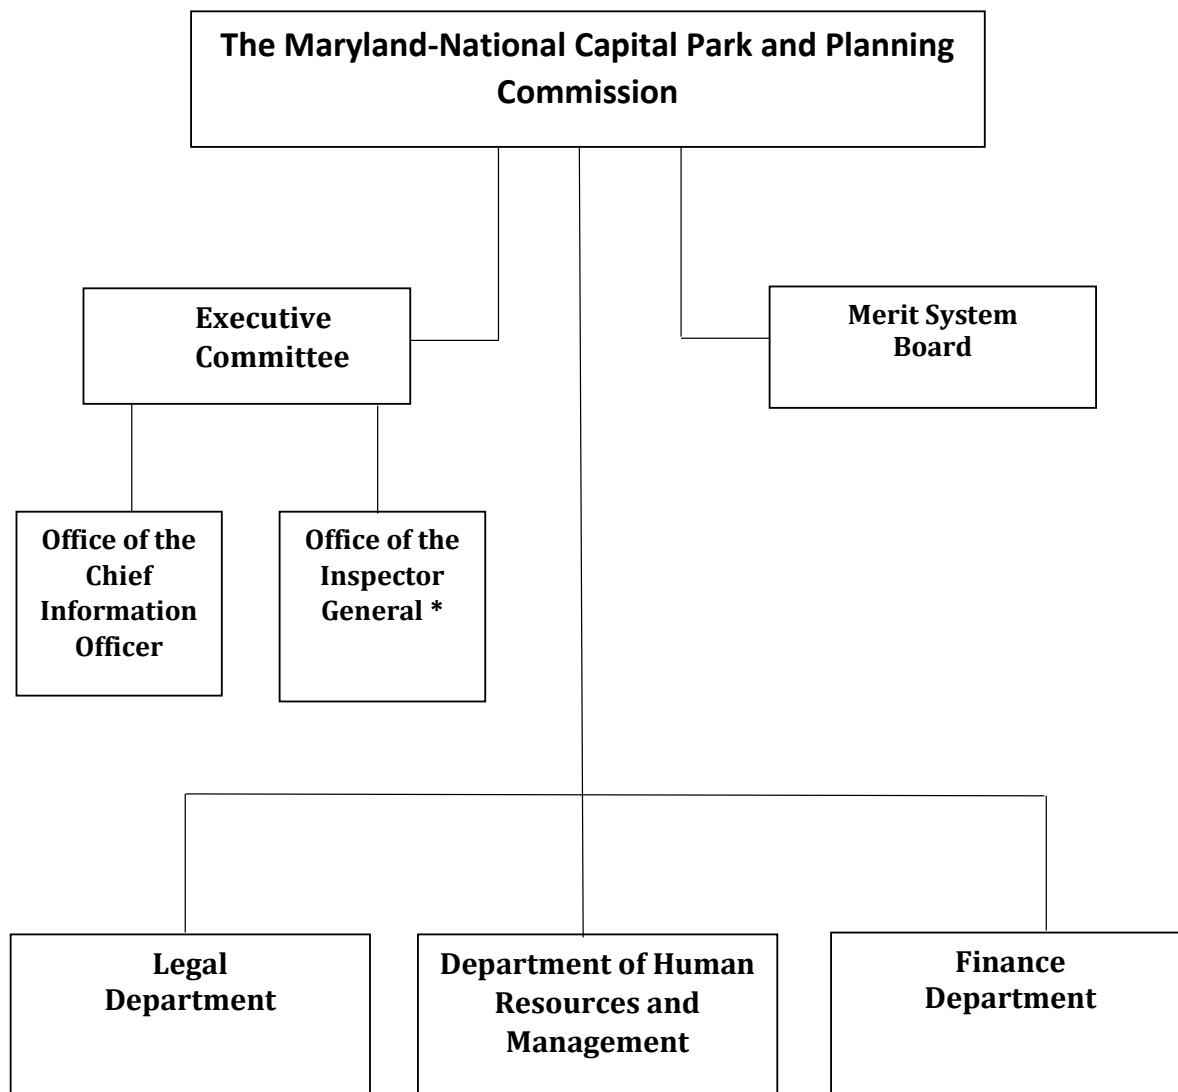 The Maryland-National Capital Park and Planning
Commission
Executive
Committee
Merit System
Board
Office of the
Chief
Information
Officer
Office of the
Inspector
General *
Legal
Department
Department of Human
Resources and
Management
Finance
Department